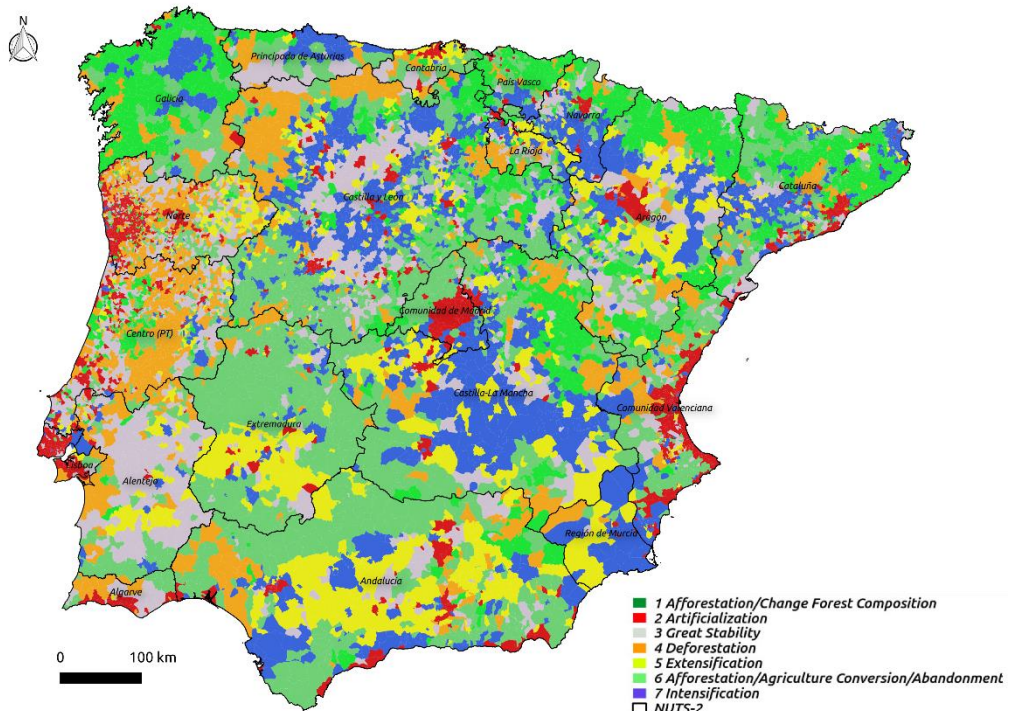 N
Principado de Asturias
Cantabria
País Vasco
Galicia
Navarra
La Rioja
Cataluña
Castilla y León
Aragón
Norte
Comunidad de Madrid
Centro (PT)
Castilla-La Mancha
Comunidad Valenciana
Extremadura
Lisboa
Alentejo
Región de Murcia
Andalucía
Algarve
0 100 km
1 Afforestation/Change Forest Composition
2 Artificialization
3 Great Stability
4 Deforestation
5 Extensification
6 Afforestation/Agriculture Conversion/Abandonment
7 Intensification
NUTS-2